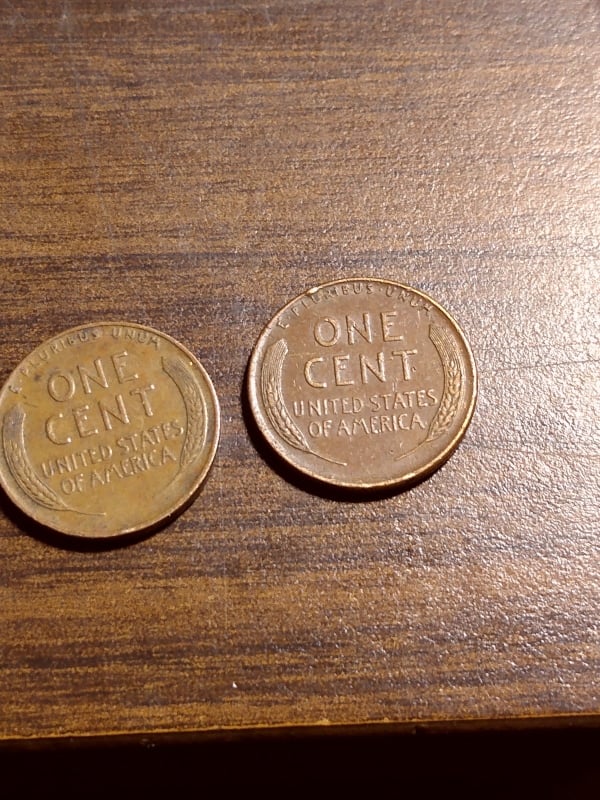 E·PLURIBUS·UNUM
ONE
CENT
UNITED·STATES
OF AMERICA
E·PLURIBUS·UNUM
ONE
CENT
UNITED·STATES
OF AMERICA